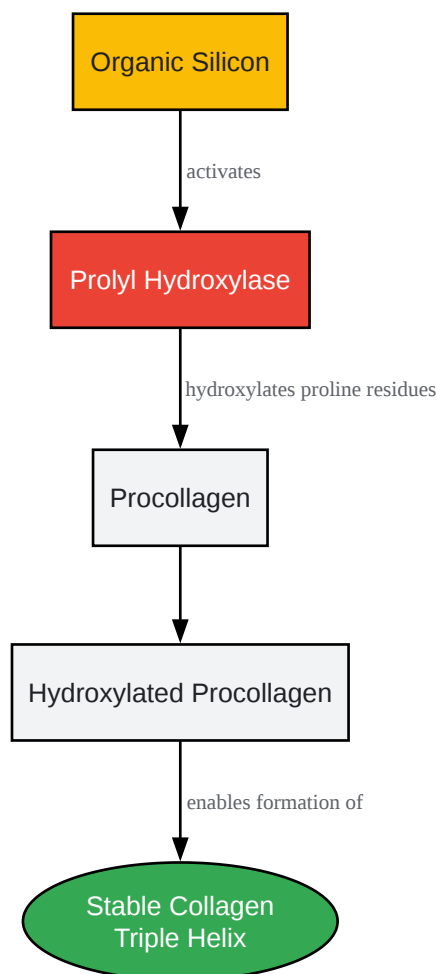 Organic Silicon
activates
Prolyl Hydroxylase
hydroxylates proline residues
Procollagen
Hydroxylated Procollagen
enables formation of
Stable Collagen
Triple Helix